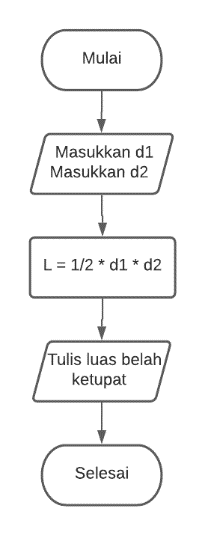 Mulai
Masukkan d1
Masukkan d2
L = 1/2 * d1 * d2
Tulis luas belah
ketupat
Selesai